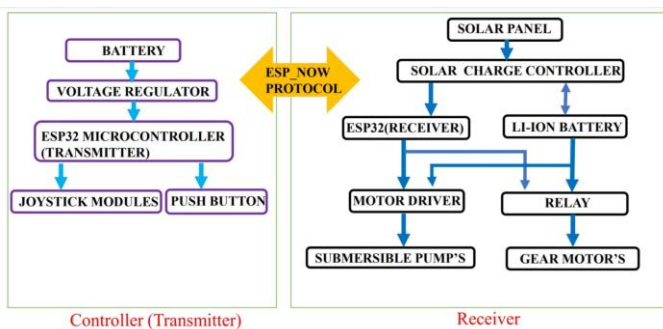 BATTERY
VOLTAGE REGULATOR
ESP32 MICROCONTROLLER
(TRANSMITTER)
JOYSTICK MODULES
PUSH BUTTON
Controller (Transmitter)
ESP_NOW
PROTOCOL
SOLAR PANEL
SOLAR CHARGE CONTROLLER
ESP32(RECEIVER)
LI-ION BATTERY
MOTOR DRIVER
RELAY
SUBMERSIBLE PUMP'S
GEAR MOTOR'S
Receiver